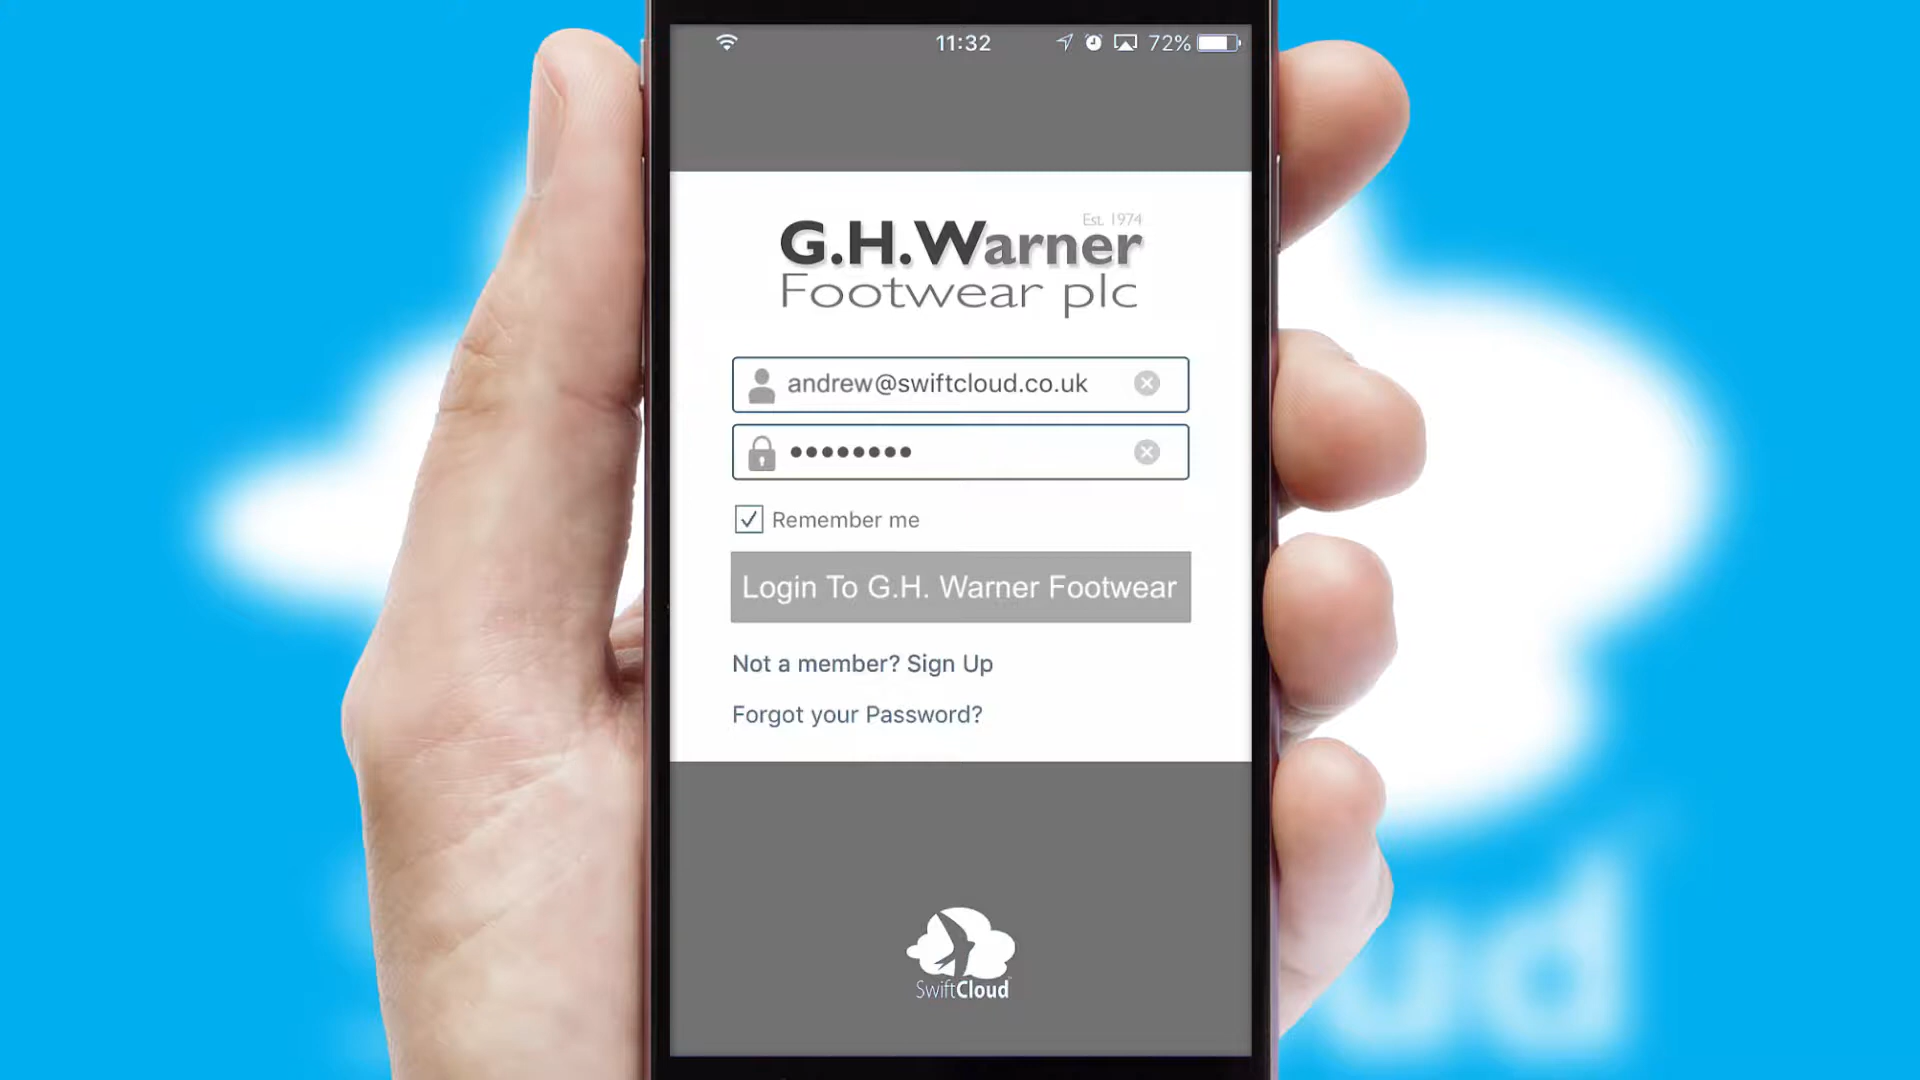 11:32
72%
Est. 1974
G.H.Warner
Footwear plc
andrew@swiftcloud.co.uk
••••••••
Remember me
Login To G.H. Warner Footwear
Not a member? Sign Up
Forgot your Password?
SwiftCloud
ud